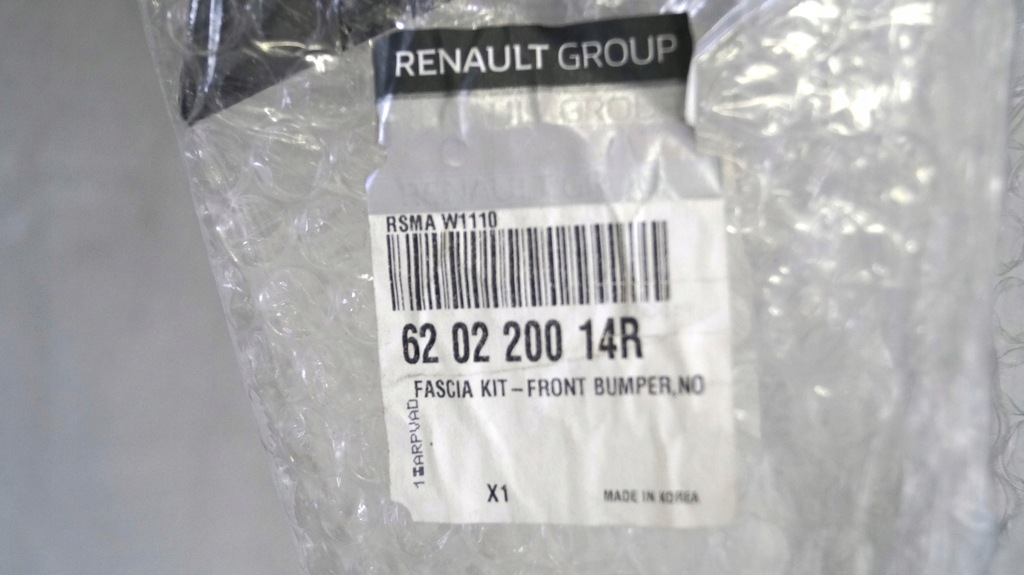 RENAULT GROUP
RSMA W1110
62 02 200 14R
FASCIA KIT-FRONT BUMPER,NO
X1
MADE IN KOREA